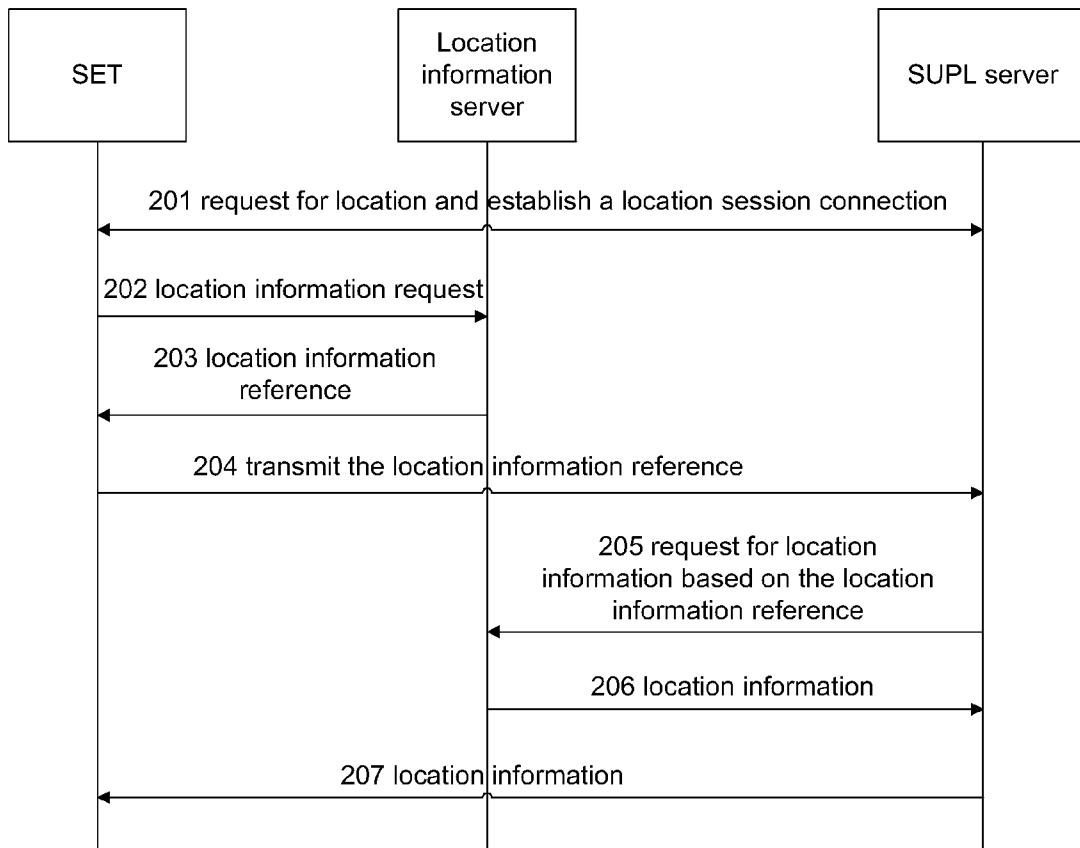 SET
Location
information
server
SUPL server
201 request for location and establish a location session connection
202 location information request
203 location information
reference
204 transmit the location information reference
205 request for location
information based on the location
information reference
206 location information
207 location information